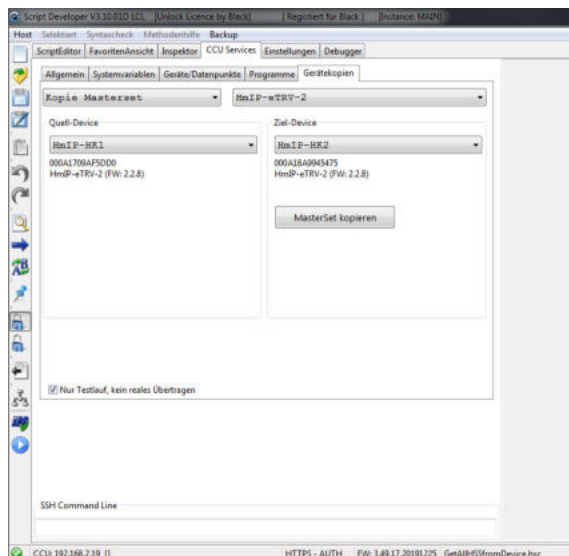 Script Developer V3.10.01D LCL [Unlock Licence by Black] [Registiert für Black ] [Instance: MAIN]
Host Selektiert Syntaxcheck Methodenhilfe Backup
ScriptEditor FavoritenAnsicht Inspektor CCU Services Einstellungen Debugger
Allgemein Systemvariablen Geräte/Datenpunkte Programme Gerätekopien
Kopie Masterset HmIP-eTRV-2
Quell-Device Ziel-Device
HmIP-HK1 HmIP-HK2
000A1709AF5DD0 000A18A9945475
HmIP-eTRV-2 (FW: 2.2.8) HmIP-eTRV-2 (FW: 2.2.8)
MasterSet kopieren
Nur Testlauf, kein reales Übertragen
SSH Command Line
CCU: 192.168.2.19 [] HTTPS - AUTH FW: 3.49.17.20191225 GetAllHSSfromDevice.hsc